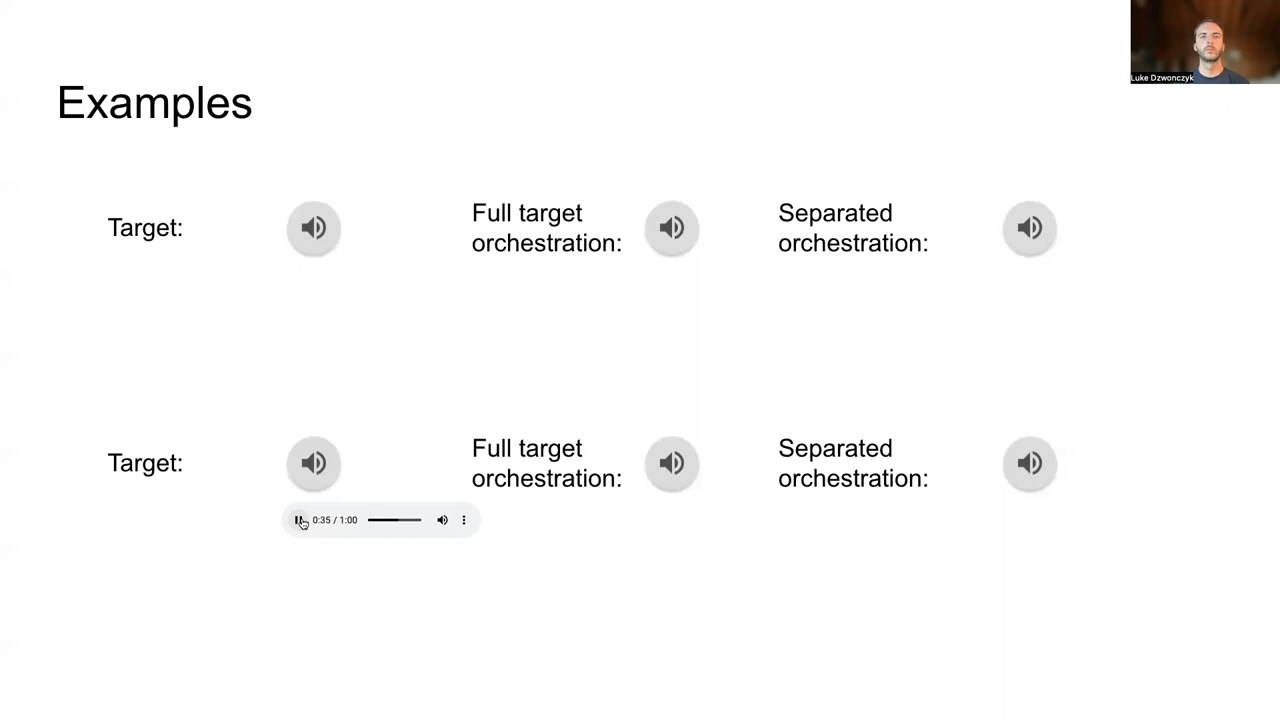 Luke Dzwonczyk
Examples
Target:
Full target
orchestration:
Separated
orchestration:
Target:
Full target
orchestration:
Separated
orchestration:
0:35 / 1:00